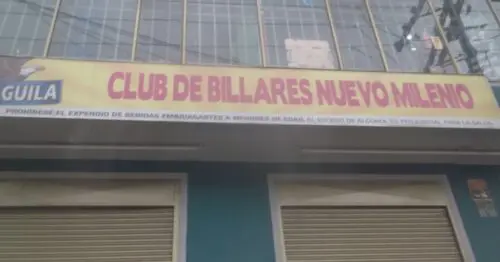 GUILA
CLUB DE BILLARES NUEVO MILENIO
PROHIBESE EL EXPENDIO DE BEBIDAS EMBRIAGANTES A MENORES DE EDAD. EL EXCESO DE ALCOHOL ES PERJUDICIAL PARA LA SALUD.